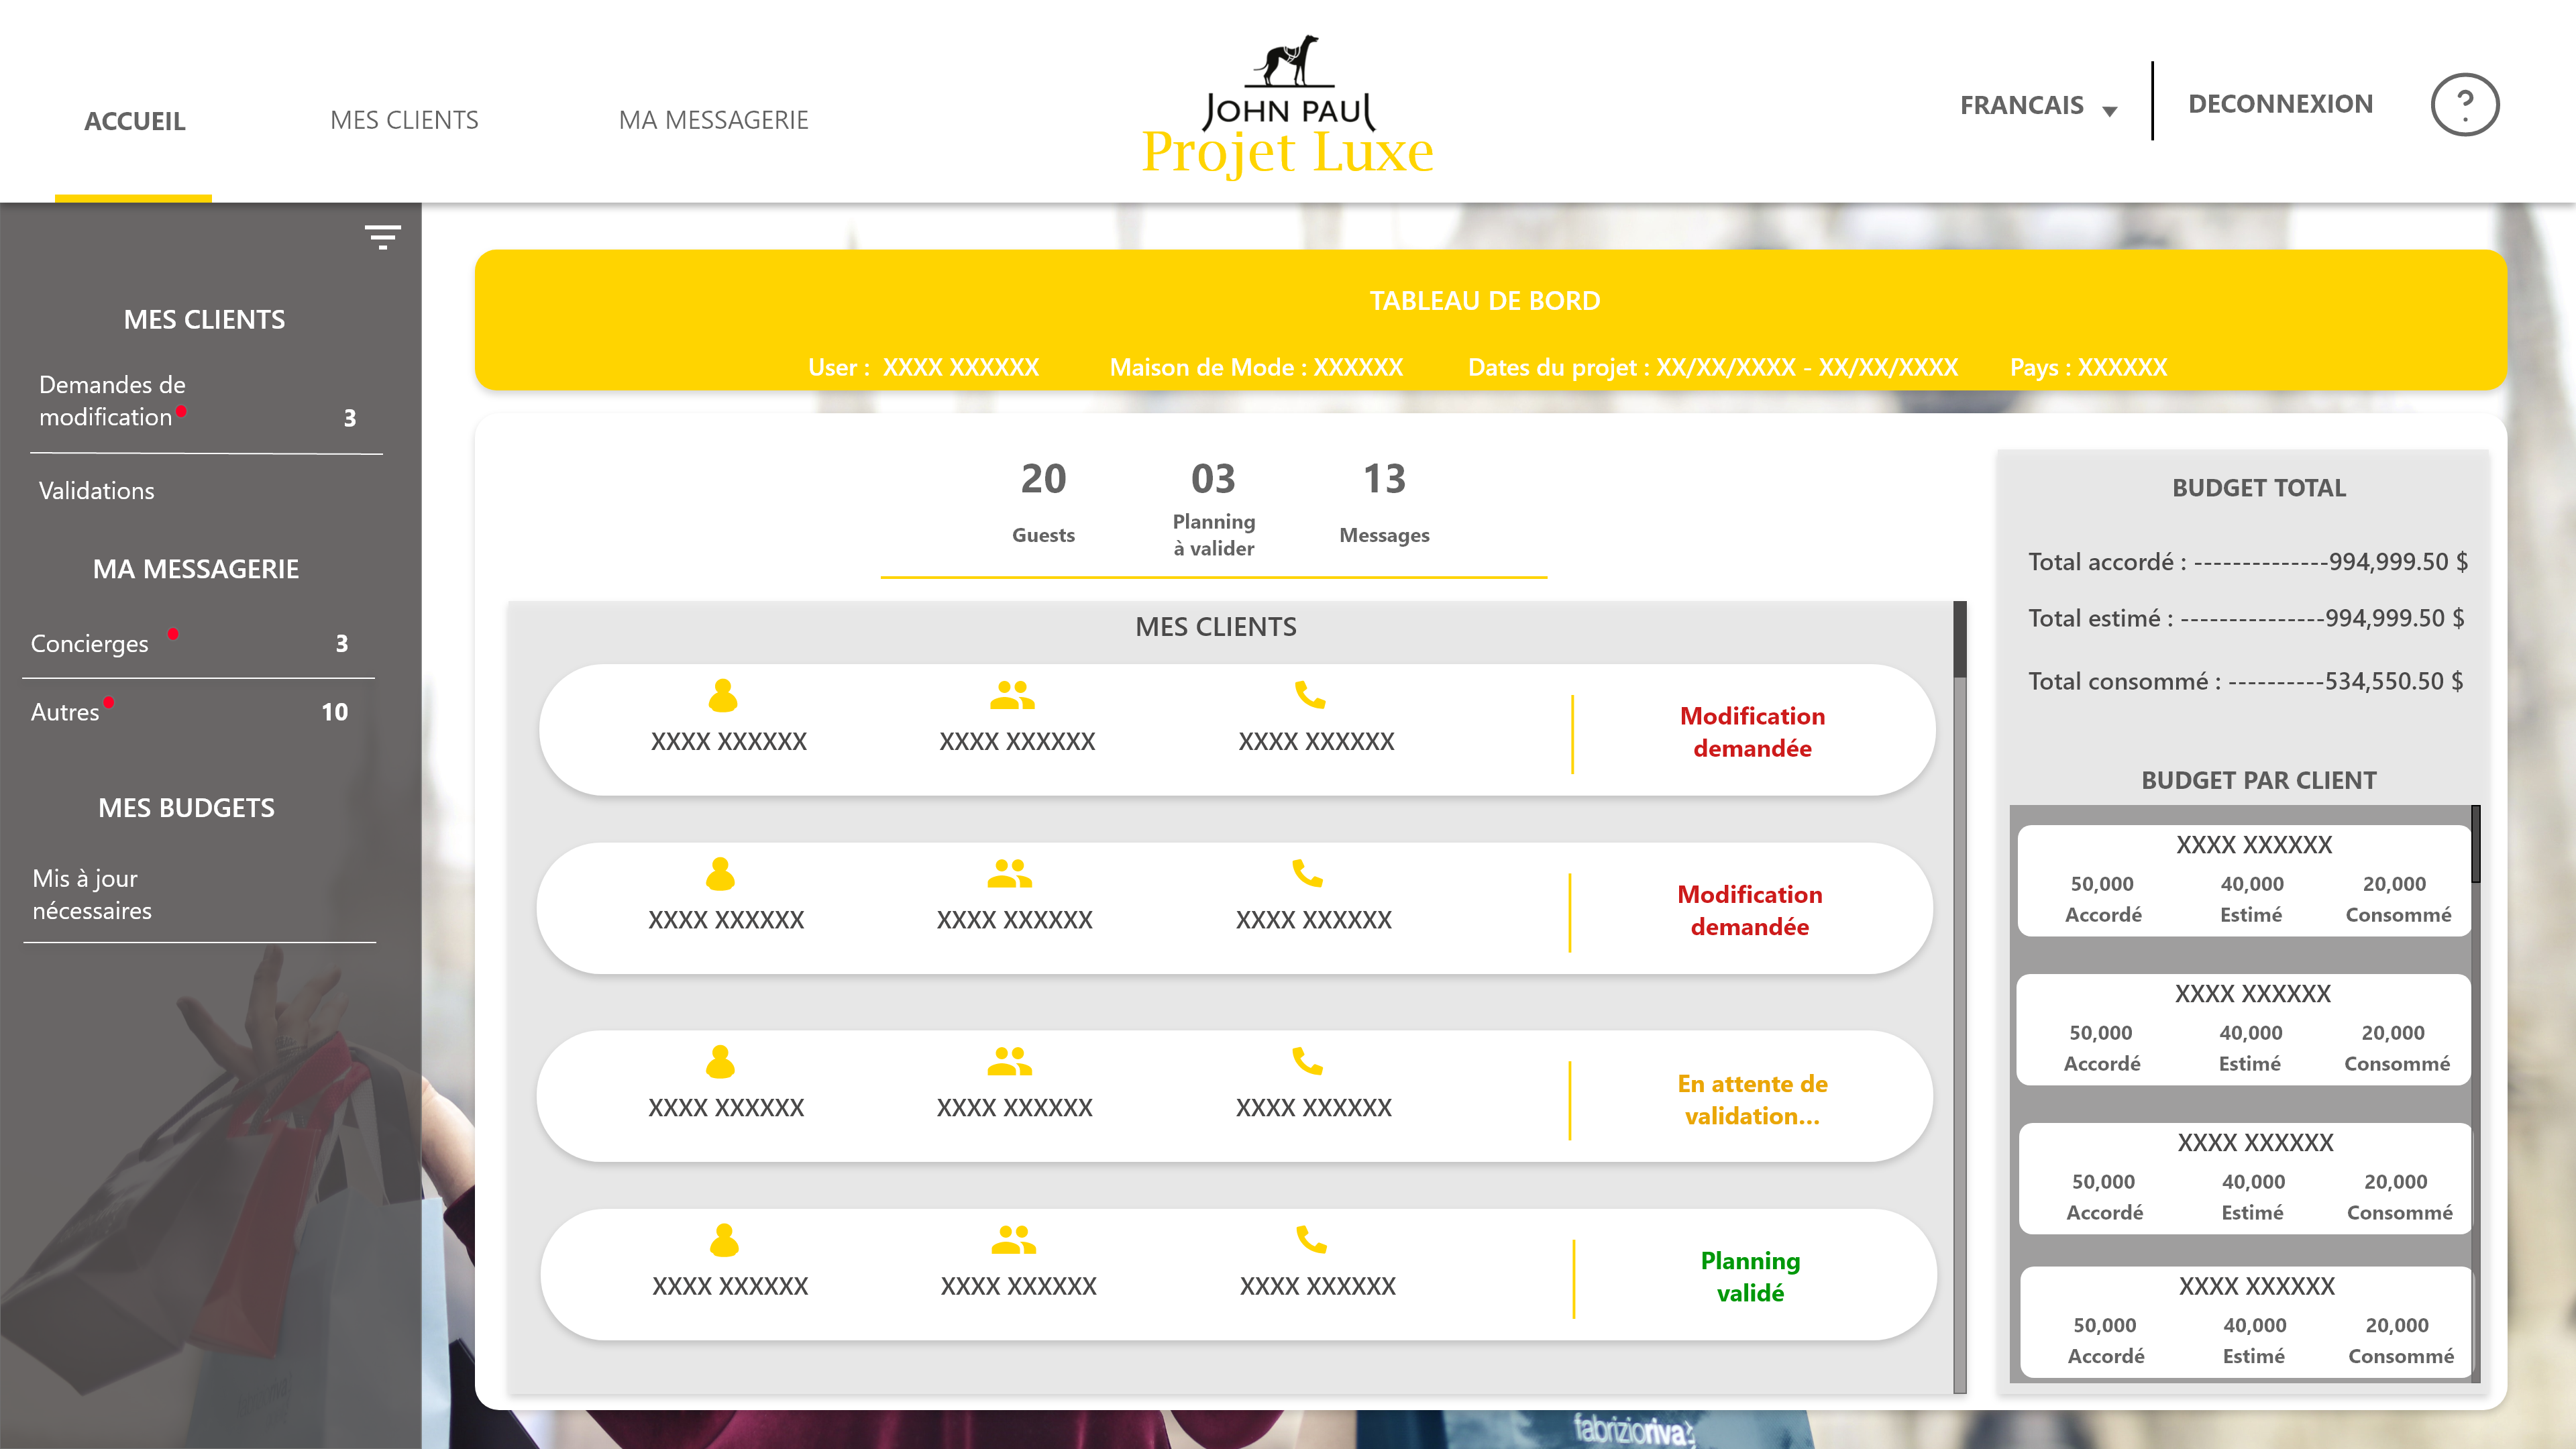 ACCUEIL
MES CLIENTS
MA MESSAGERIE
JOHN PAUL
Projet Luxe
FRANCAIS
DECONNEXION
?
MES CLIENTS
Demandes de
modification 3
Validations
MA MESSAGERIE
Concierges 3
Autres 10
MES BUDGETS
Mis à jour
nécessaires
TABLEAU DE BORD
User : XXXX XXXXXX Maison de Mode : XXXXXX Dates du projet : XX/XX/XXXX - XX/XX/XXXX Pays : XXXXXX
20 03 13
Guests
Planning
à valider
Messages
MES CLIENTS
XXXX XXXXXX XXXX XXXXXX XXXX XXXXXX
Modification
demandée
XXXX XXXXXX XXXX XXXXXX XXXX XXXXXX
Modification
demandée
XXXX XXXXXX XXXX XXXXXX XXXX XXXXXX
En attente de
validation...
XXXX XXXXXX XXXX XXXXXX XXXX XXXXXX
Planning
validé
BUDGET TOTAL
Total accordé : --------------994,999.50 $
Total estimé : ---------------994,999.50 $
Total consommé : ----------534,550.50 $
BUDGET PAR CLIENT
XXXX XXXXXX
50,000 40,000 20,000
Accordé Estimé Consommé
XXXX XXXXXX
50,000 40,000 20,000
Accordé Estimé Consommé
XXXX XXXXXX
50,000 40,000 20,000
Accordé Estimé Consommé
XXXX XXXXXX
50,000 40,000 20,000
Accordé Estimé Consommé
fabrizioriva